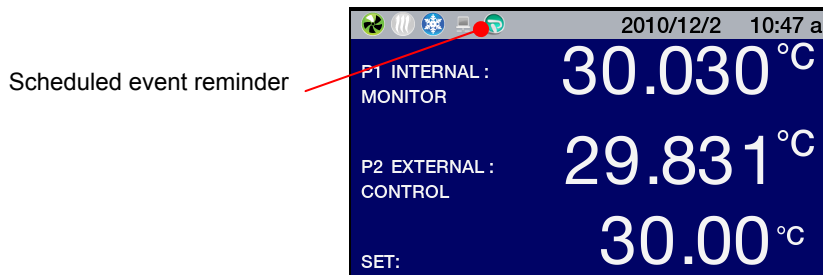 2010/12/2 10:47 a
Scheduled event reminder
P1 INTERNAL :
MONITOR
30.030°C
P2 EXTERNAL :
CONTROL
29.831°C
SET:
30.00°C